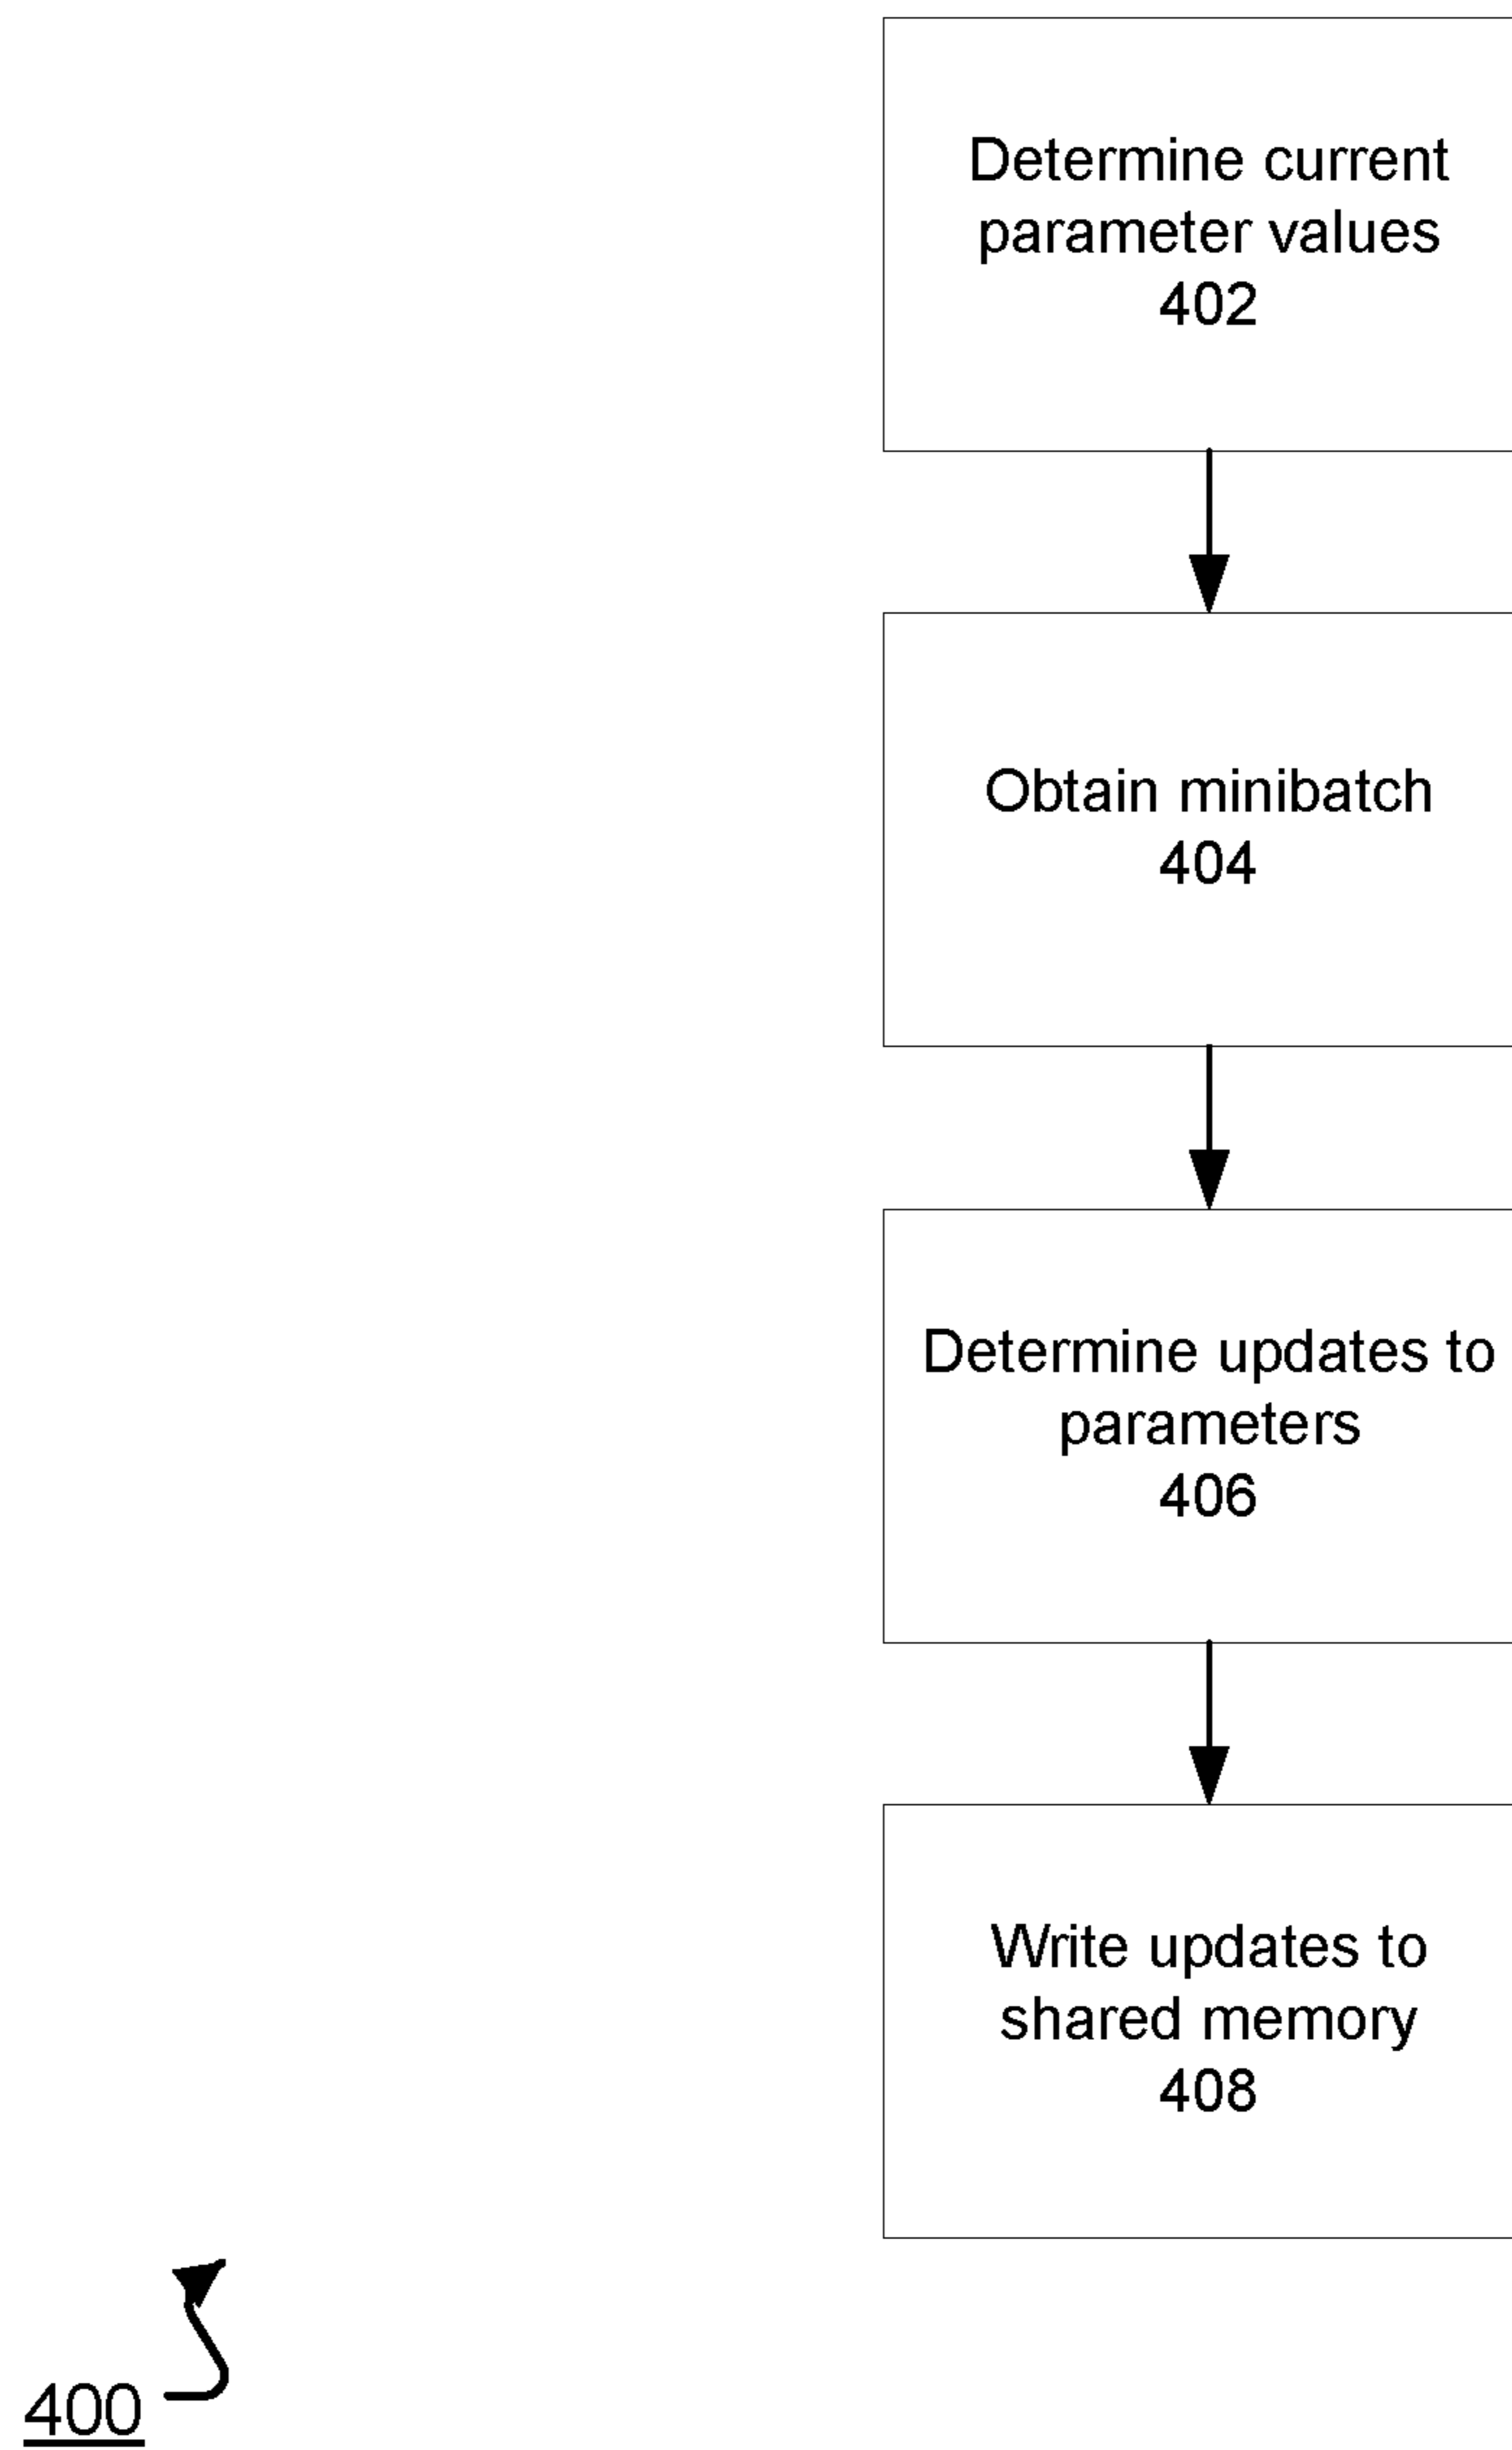 Determine current
parameter values
402
Obtain minibatch
404
Determine updates to
parameters
406
Write updates to
shared memory
408
400